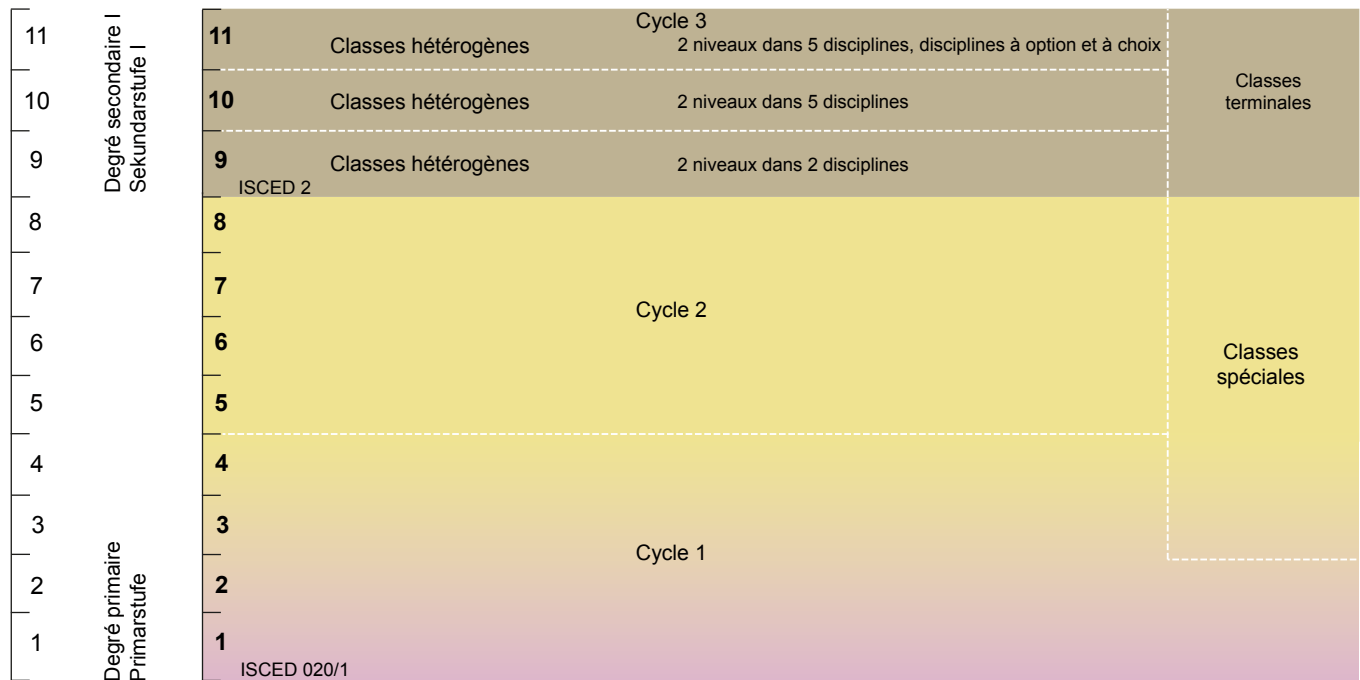 Cycle 3
11
11
Classes hétérogènes
2 niveaux dans 5 disciplines, disciplines à option et à choix
10
10
Classes hétérogènes
2 niveaux dans 5 disciplines
Classes
terminales
9
9
Classes hétérogènes
2 niveaux dans 2 disciplines
ISCED 2
Degré secondaire I
Sekundarstufe I
8
8
7
7
Cycle 2
6
6
Classes
spéciales
5
5
4
4
3
3
Cycle 1
2
2
1
1
ISCED 020/1
Degré primaire
Primarstufe